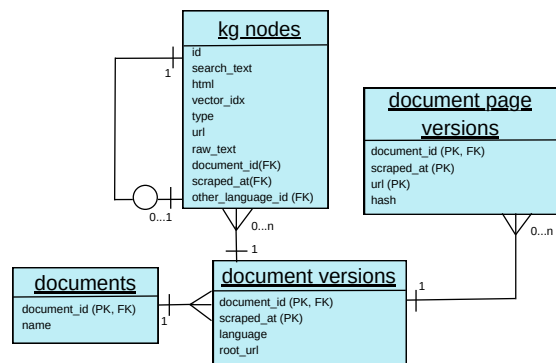 kg nodes
id
search_text
html
vector_idx
type
url
raw_text
document_id(FK)
scraped_at(FK)
other_language_id (FK)
1
0...1
document page
versions
document_id (PK, FK)
scraped_at (PK)
url (PK)
hash
0...n
1
documents
document_id (PK, FK)
name
1
document versions
document_id (PK, FK)
scraped_at (PK)
language
root_url
1